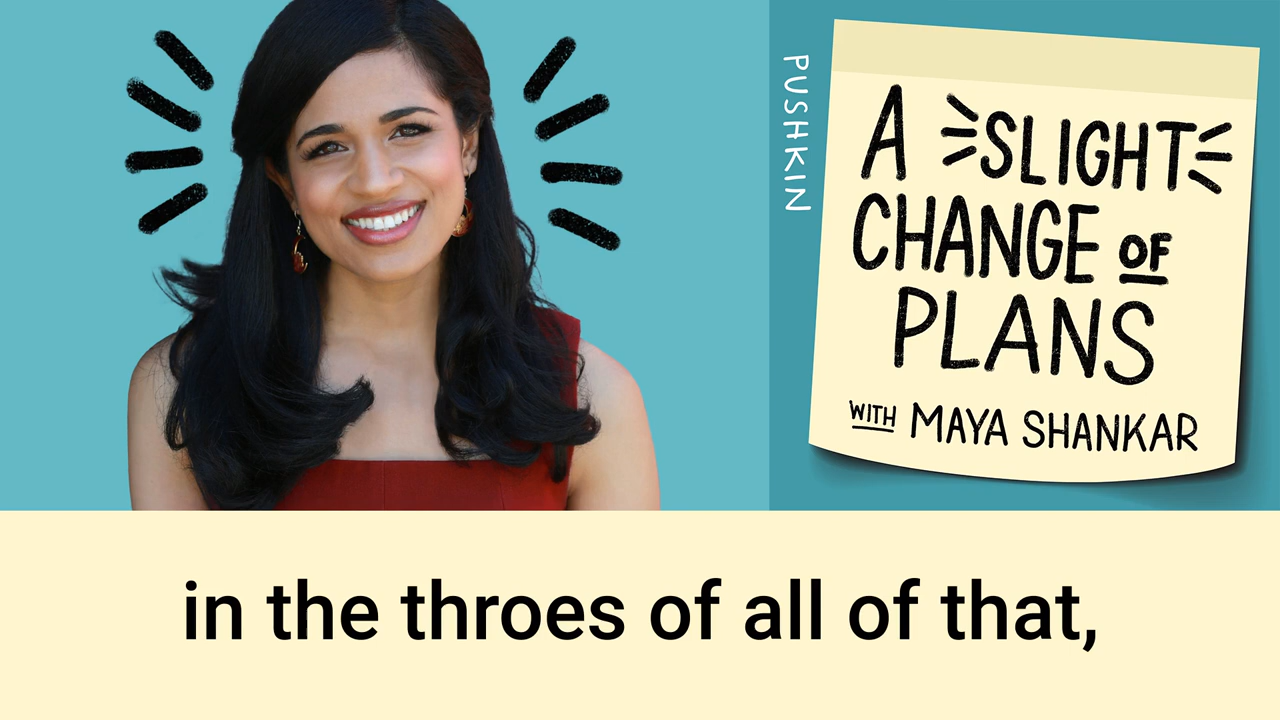 PUSHKIN
A SLIGHT
CHANGE OF
PLANS
WITH MAYA SHANKAR
in the throes of all of that,